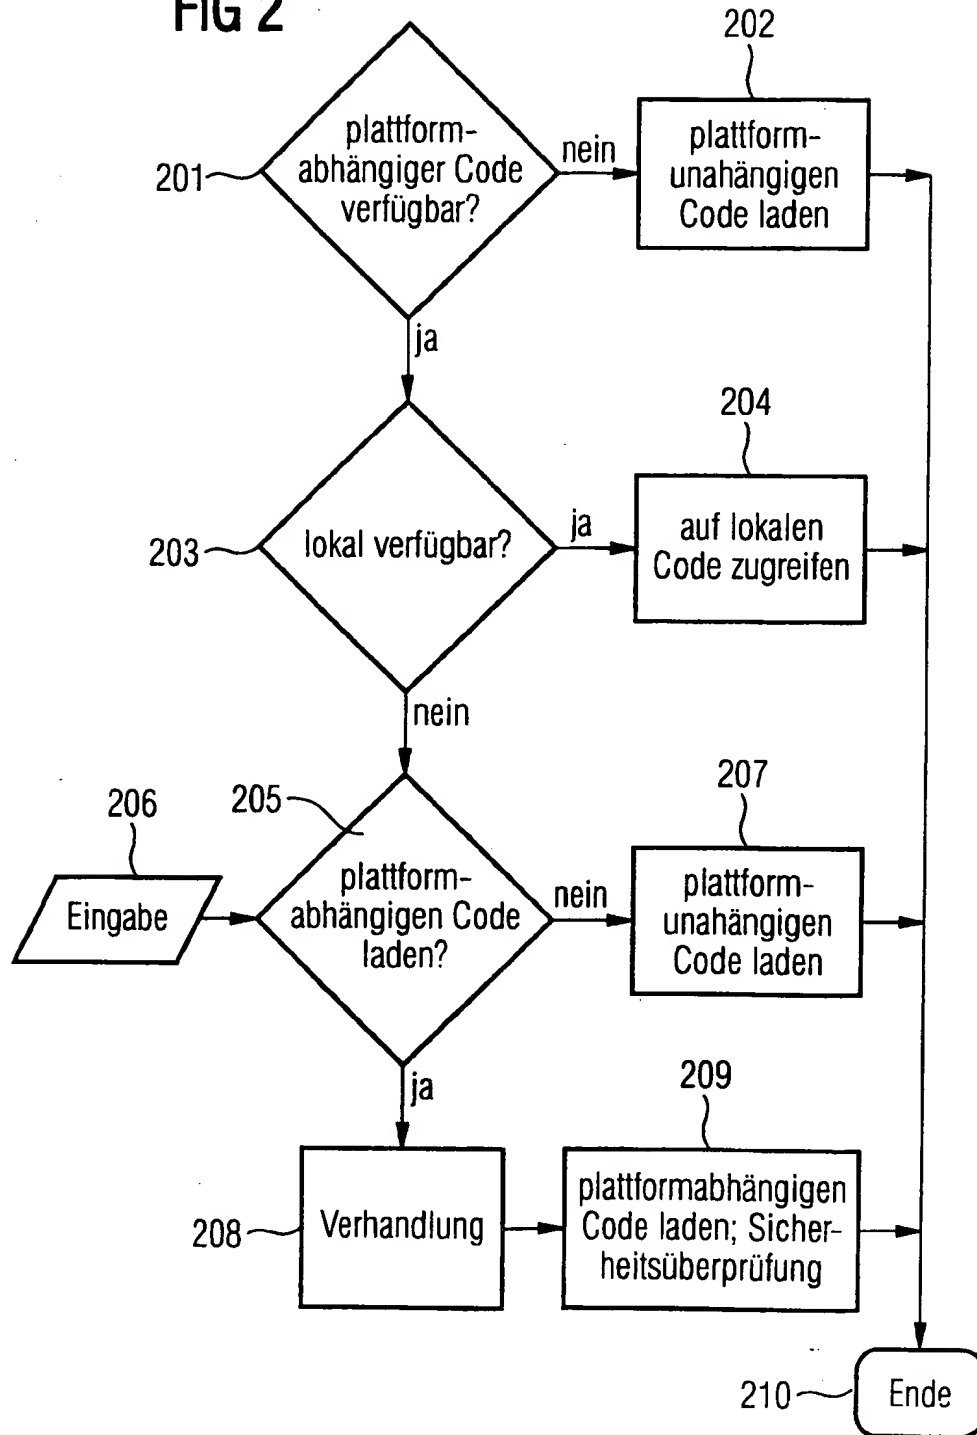 FIG 2
202
plattform-
abhängiger Code
verfügbar?
201
nein
plattform-
unahängigen
Code laden
ja
204
203
lokal verfügbar?
ja
auf lokalen
Code zugreifen
nein
206
205
207
Eingabe
plattform-
abhängigen Code
laden?
nein
plattform-
unahängigen
Code laden
ja
209
208
Verhandlung
plattformabhängigen
Code laden; Sicher-
heitsüberprüfung
210
Ende